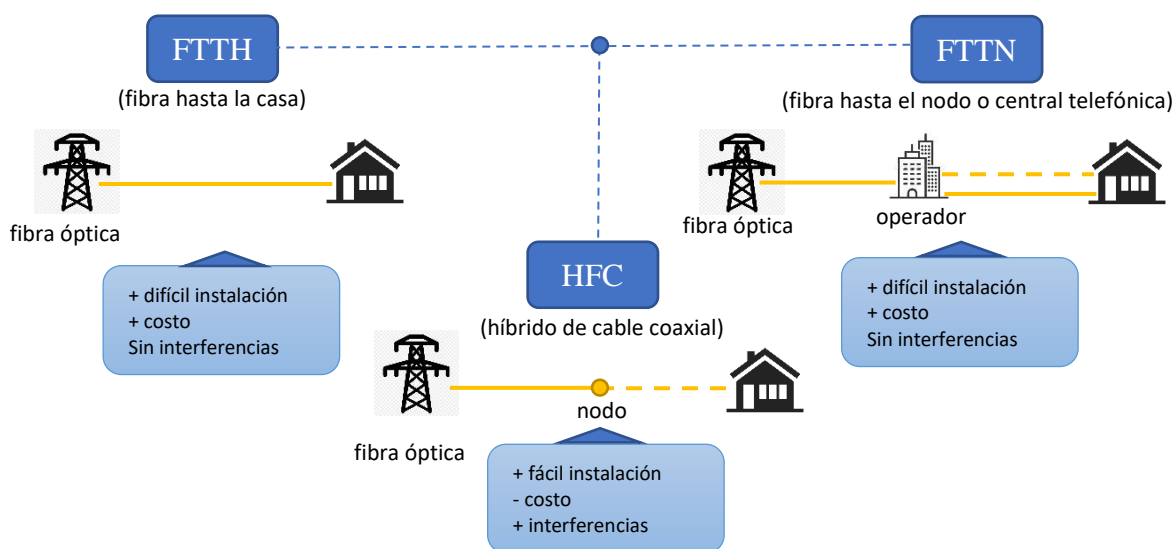 FTTH
(fibra hasta la casa)
fibra óptica
+ difícil instalación
+ costo
Sin interferencias
HFC
(híbrido de cable coaxial)
nodo
fibra óptica
+ fácil instalación
- costo
+ interferencias
FTTN
(fibra hasta el nodo o central telefónica)
operador
fibra óptica
+ difícil instalación
+ costo
Sin interferencias